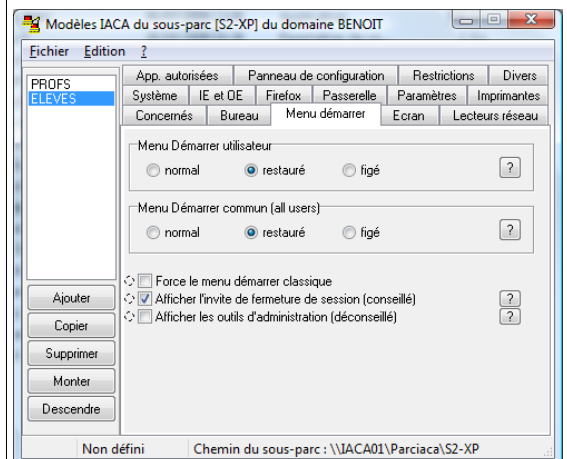 Modèles IACA du sous-parc [S2-XP] du domaine BENOIT
Fichier Edition ?
PROFS
ELEVES
App. autorisées Panneau de configuration Restrictions Divers
Système IE et OE Firefox Passerelle Paramètres Imprimantes
Concernés Bureau Menu démarrer Ecran Lecteurs réseau
Menu Démarrer utilisateur
normal restauré figé ?
Menu Démarrer commun (all users)
normal restauré figé ?
Force le menu démarrer classique
Afficher l'invite de fermeture de session (conseillé) ?
Afficher les outils d'administration (déconseillé) ?
Ajouter
Copier
Supprimer
Monter
Descendre
Non défini Chemin du sous-parc : \\IACA01\Parciaca\S2-XP